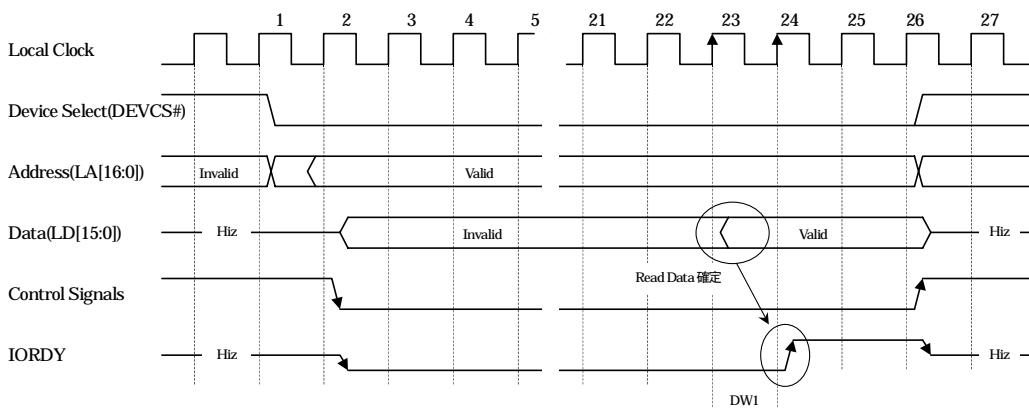 1 2 3 4 5 21 22 23 24 25 26 27
Local Clock
Device Select(DEVCS#)
Address(LA[16:0]) Invalid Valid
Data(LD[15:0]) Hiz Invalid Valid Hiz
Read Data 確定
Control Signals
IORDY Hiz Hiz
DW1